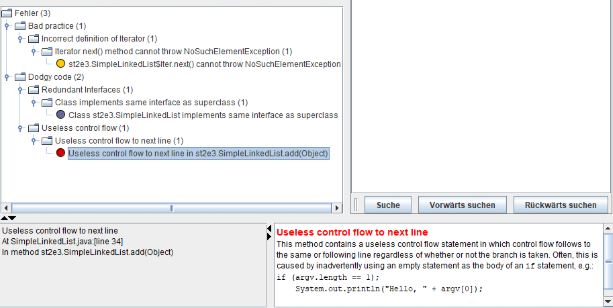 Fehler (3)
Bad practice (1)
Incorrect definition of Iterator (1)
Iterator next() method cannot throw NoSuchElementException (1)
st2e3.SimpleLinkedList$Iter.next() cannot throw NoSuchElementException
Dodgy code (2)
Redundant Interfaces (1)
Class implements same interface as superclass (1)
Class st2e3.SimpleLinkedList implements same interface as superclass
Useless control flow (1)
Useless control flow to next line (1)
Useless control flow to next line in st2e3.SimpleLinkedList.add(Object)
Suche Vorwärts suchen Rückwärts suchen
Useless control flow to next line
At SimpleLinkedList.java:[line 34]
In method st2e3.SimpleLinkedList.add(Object)
Useless control flow to next line
This method contains a useless control flow statement in which control flow follows to
the same or following line regardless of whether or not the branch is taken. Often, this is
caused by inadvertently using an empty statement as the body of an if statement, e.g.:
if (argv.length == 1);
System.out.println("Hello, " + argv[0]);